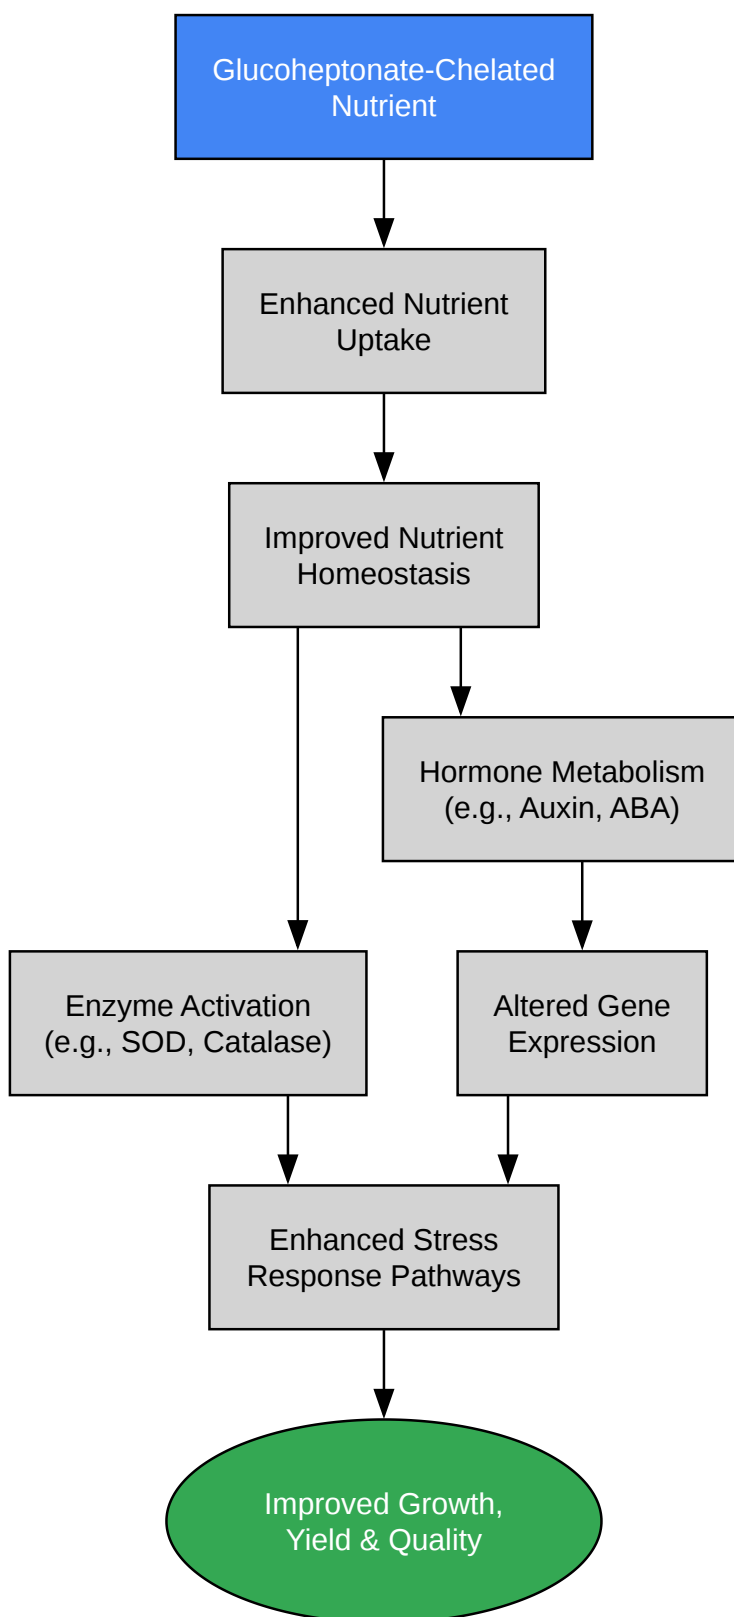 Glucoheptonate-Chelated
Nutrient
Enhanced Nutrient
Uptake
Improved Nutrient
Homeostasis
Hormone Metabolism
(e.g., Auxin, ABA)
Enzyme Activation
(e.g., SOD, Catalase)
Altered Gene
Expression
Enhanced Stress
Response Pathways
Improved Growth,
Yield & Quality